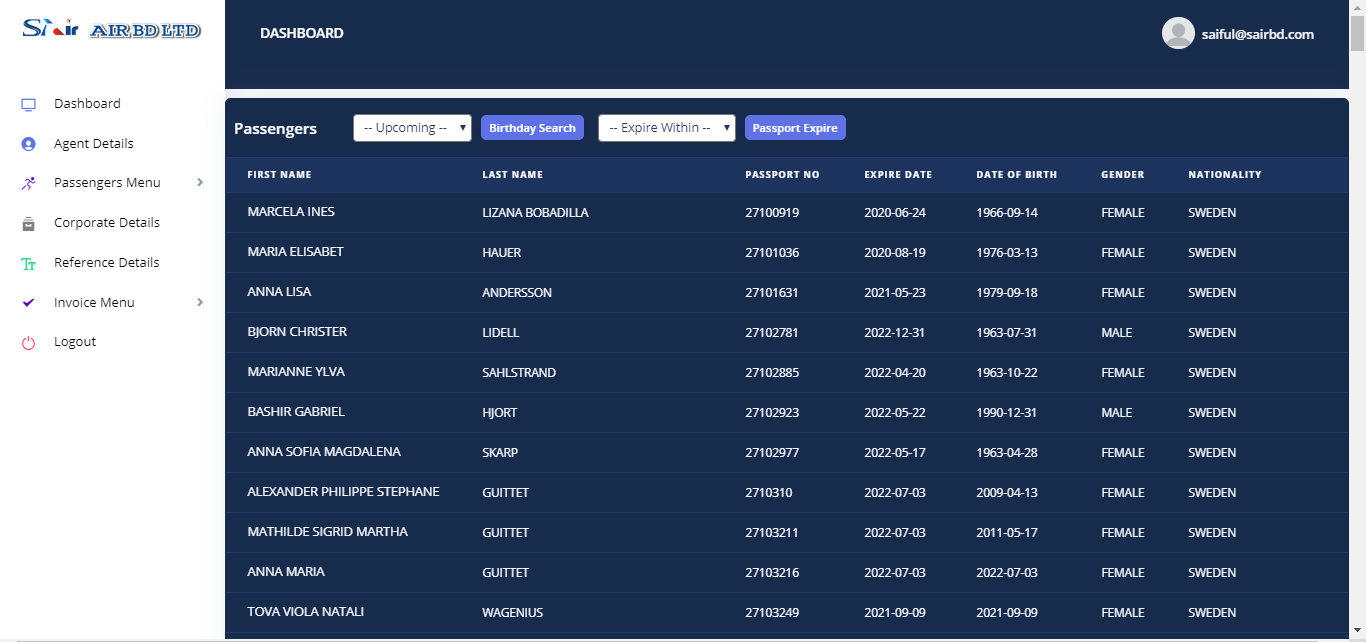 Sair AIR BD LTD
DASHBOARD
saiful@sairbd.com
Dashboard
Agent Details
Passengers Menu
Corporate Details
Reference Details
Invoice Menu
Logout
Passengers -- Upcoming -- Birthday Search -- Expire Within -- Passport Expire
FIRST NAME LAST NAME PASSPORT NO EXPIRE DATE DATE OF BIRTH GENDER NATIONALITY
MARCELA INES LIZANA BOBADILLA 27100919 2020-06-24 1966-09-14 FEMALE SWEDEN
MARIA ELISABET HAUER 27101036 2020-08-19 1976-03-13 FEMALE SWEDEN
ANNA LISA ANDERSSON 27101631 2021-05-23 1979-09-18 FEMALE SWEDEN
BJORN CHRISTER LIDELL 27102781 2022-12-31 1963-07-31 MALE SWEDEN
MARIANNE YLVA SAHLSTRAND 27102885 2022-04-20 1963-10-22 FEMALE SWEDEN
BASHIR GABRIEL HJORT 27102923 2022-05-22 1990-12-31 MALE SWEDEN
ANNA SOFIA MAGDALENA SKARP 27102977 2022-05-17 1963-04-28 FEMALE SWEDEN
ALEXANDER PHILIPPE STEPHANE GUITTET 2710310 2022-07-03 2009-04-13 FEMALE SWEDEN
MATHILDE SIGRID MARTHA GUITTET 27103211 2022-07-03 2011-05-17 FEMALE SWEDEN
ANNA MARIA GUITTET 27103216 2022-07-03 2022-07-03 FEMALE SWEDEN
TOVA VIOLA NATALI WAGENIUS 27103249 2021-09-09 2021-09-09 FEMALE SWEDEN